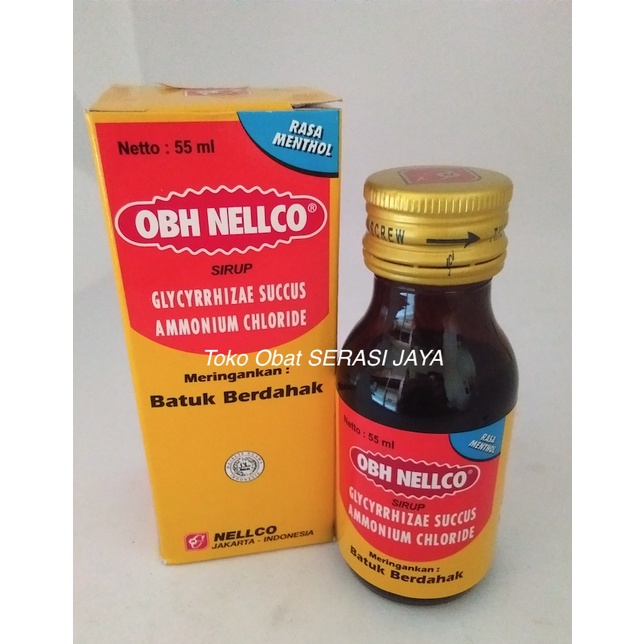 Netto : 55 ml
RASA
MENTHOL
OBH NELLCO®
SIRUP
GLYCYRRHIZAE SUCCUS
AMMONIUM CHLORIDE
Meringankan :
Batuk Berdahak
NELLCO
JAKARTA - INDONESIA
Toko Obat SERASI JAYA
Netto : 55 ml
RASA
MENTHOL
OBH NELLCO®
SIRUP
GLYCYRRHIZAE SUCCUS
AMMONIUM CHLORIDE
Meringankan :
Batuk Berdahak